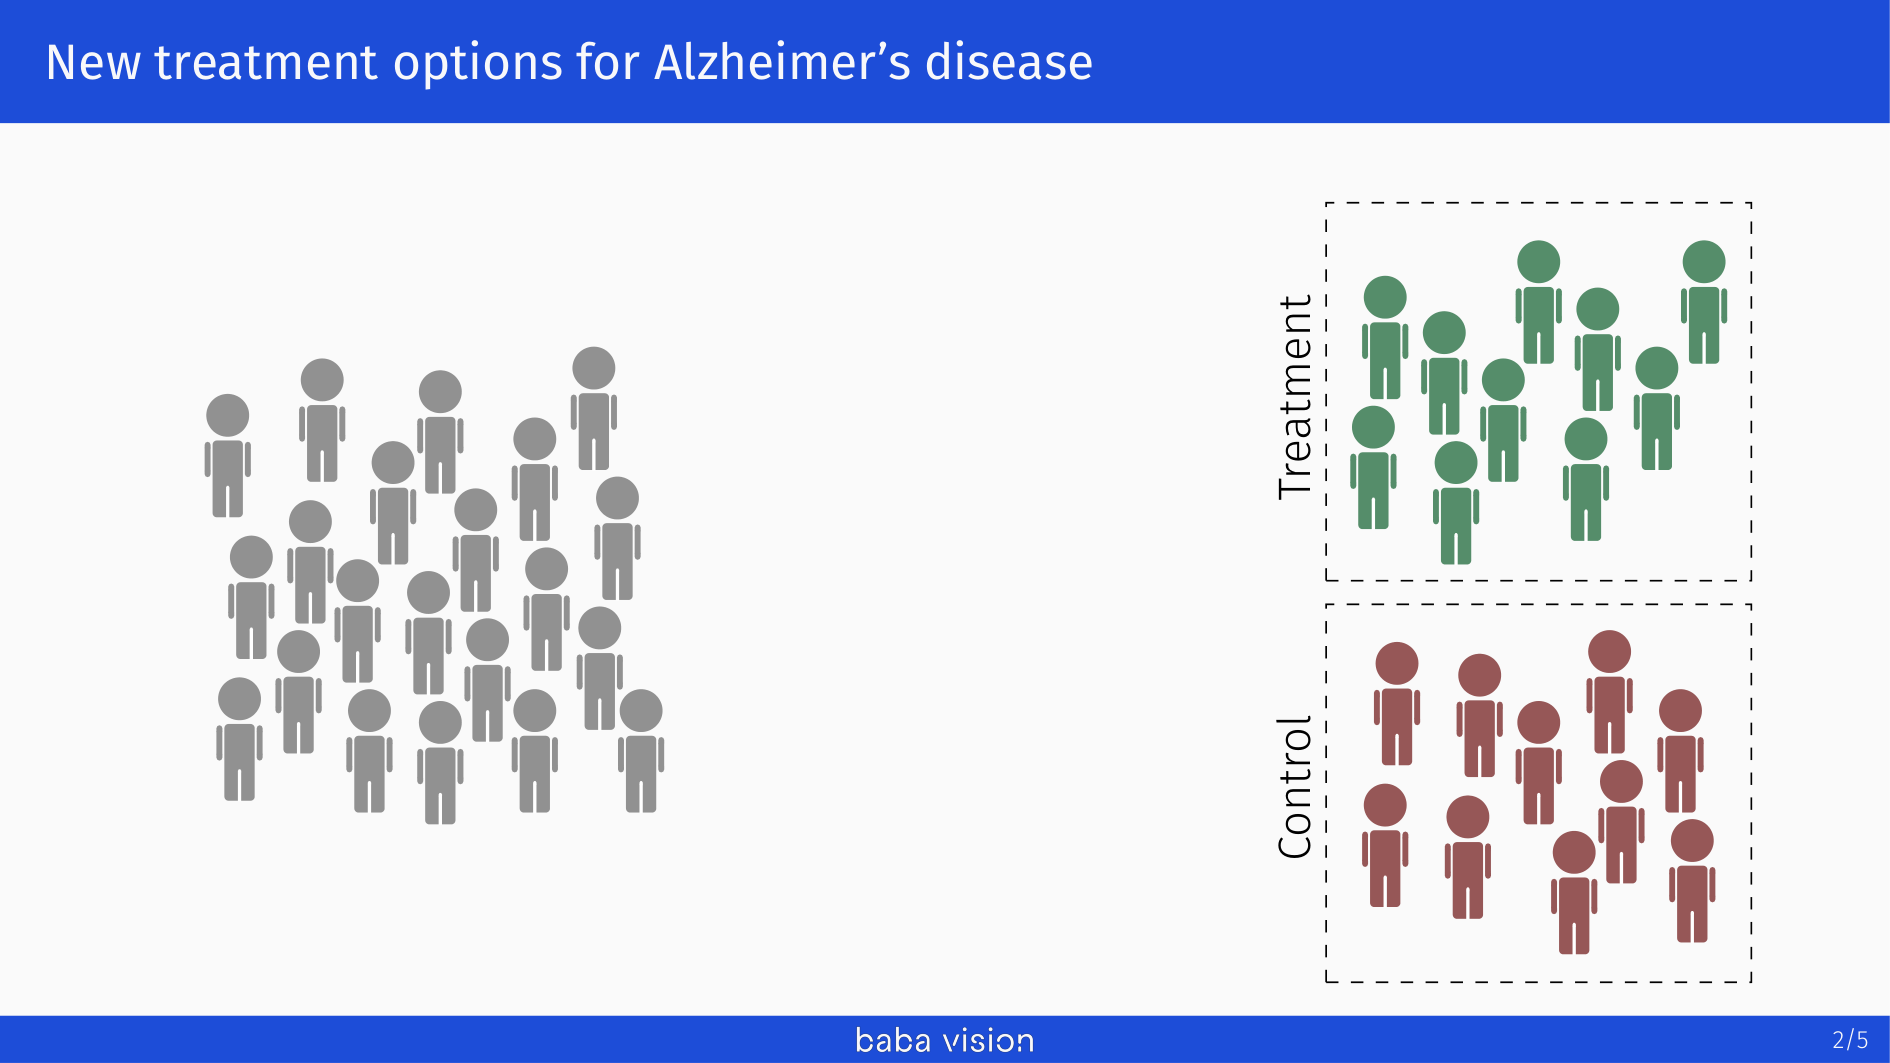 New treatment options for Alzheimer’s disease
Treatment
Control
baba vision
2/5